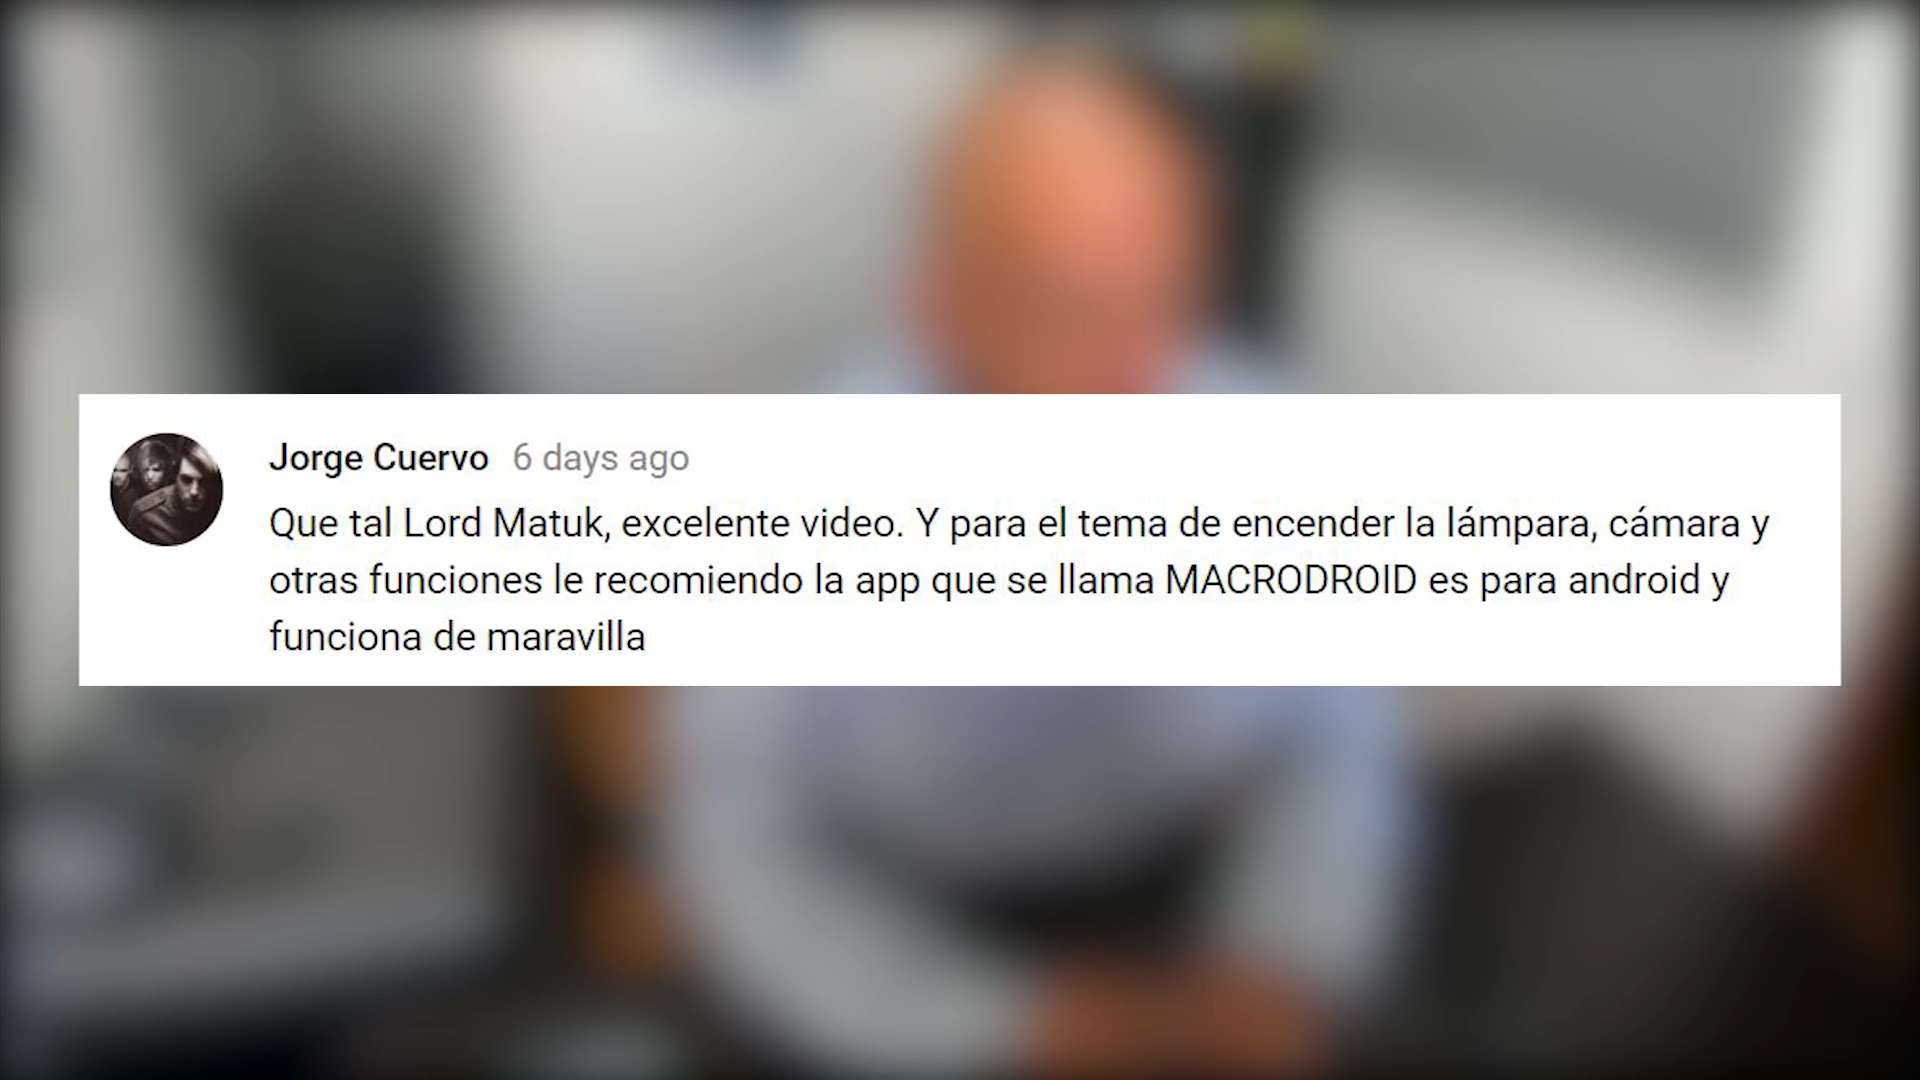 Jorge Cuervo 6 days ago
Que tal Lord Matuk, excelente video. Y para el tema de encender la lámpara, cámara y
otras funciones le recomiendo la app que se llama MACRODROID es para android y
funciona de maravilla